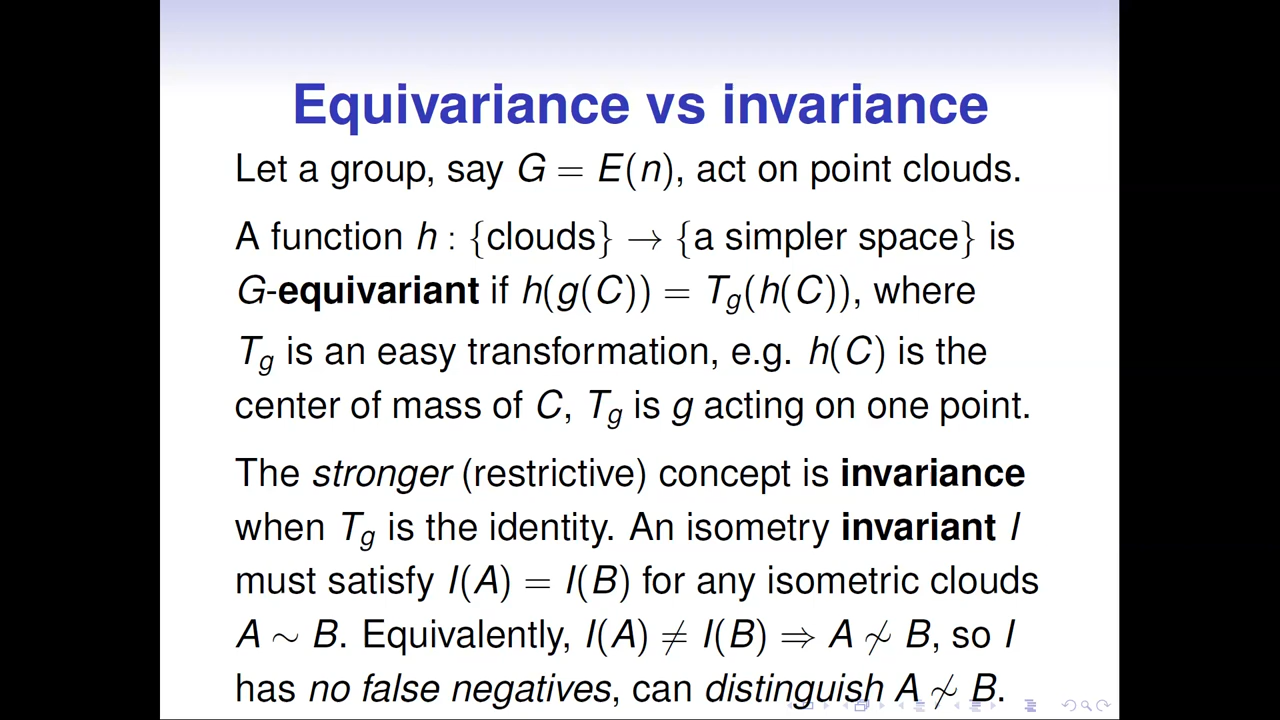 Equivariance vs invariance
Let a group, say G = E(n), act on point clouds.
A function h : {clouds} → {a simpler space} is
G-equivariant if h(g(C)) = T_g(h(C)), where
T_g is an easy transformation, e.g. h(C) is the
center of mass of C, T_g is g acting on one point.
The stronger (restrictive) concept is invariance
when T_g is the identity. An isometry invariant I
must satisfy I(A) = I(B) for any isometric clouds
A ∼ B. Equivalently, I(A) ≠ I(B) ⇒ A ≁ B, so I
has no false negatives, can distinguish A ≁ B.